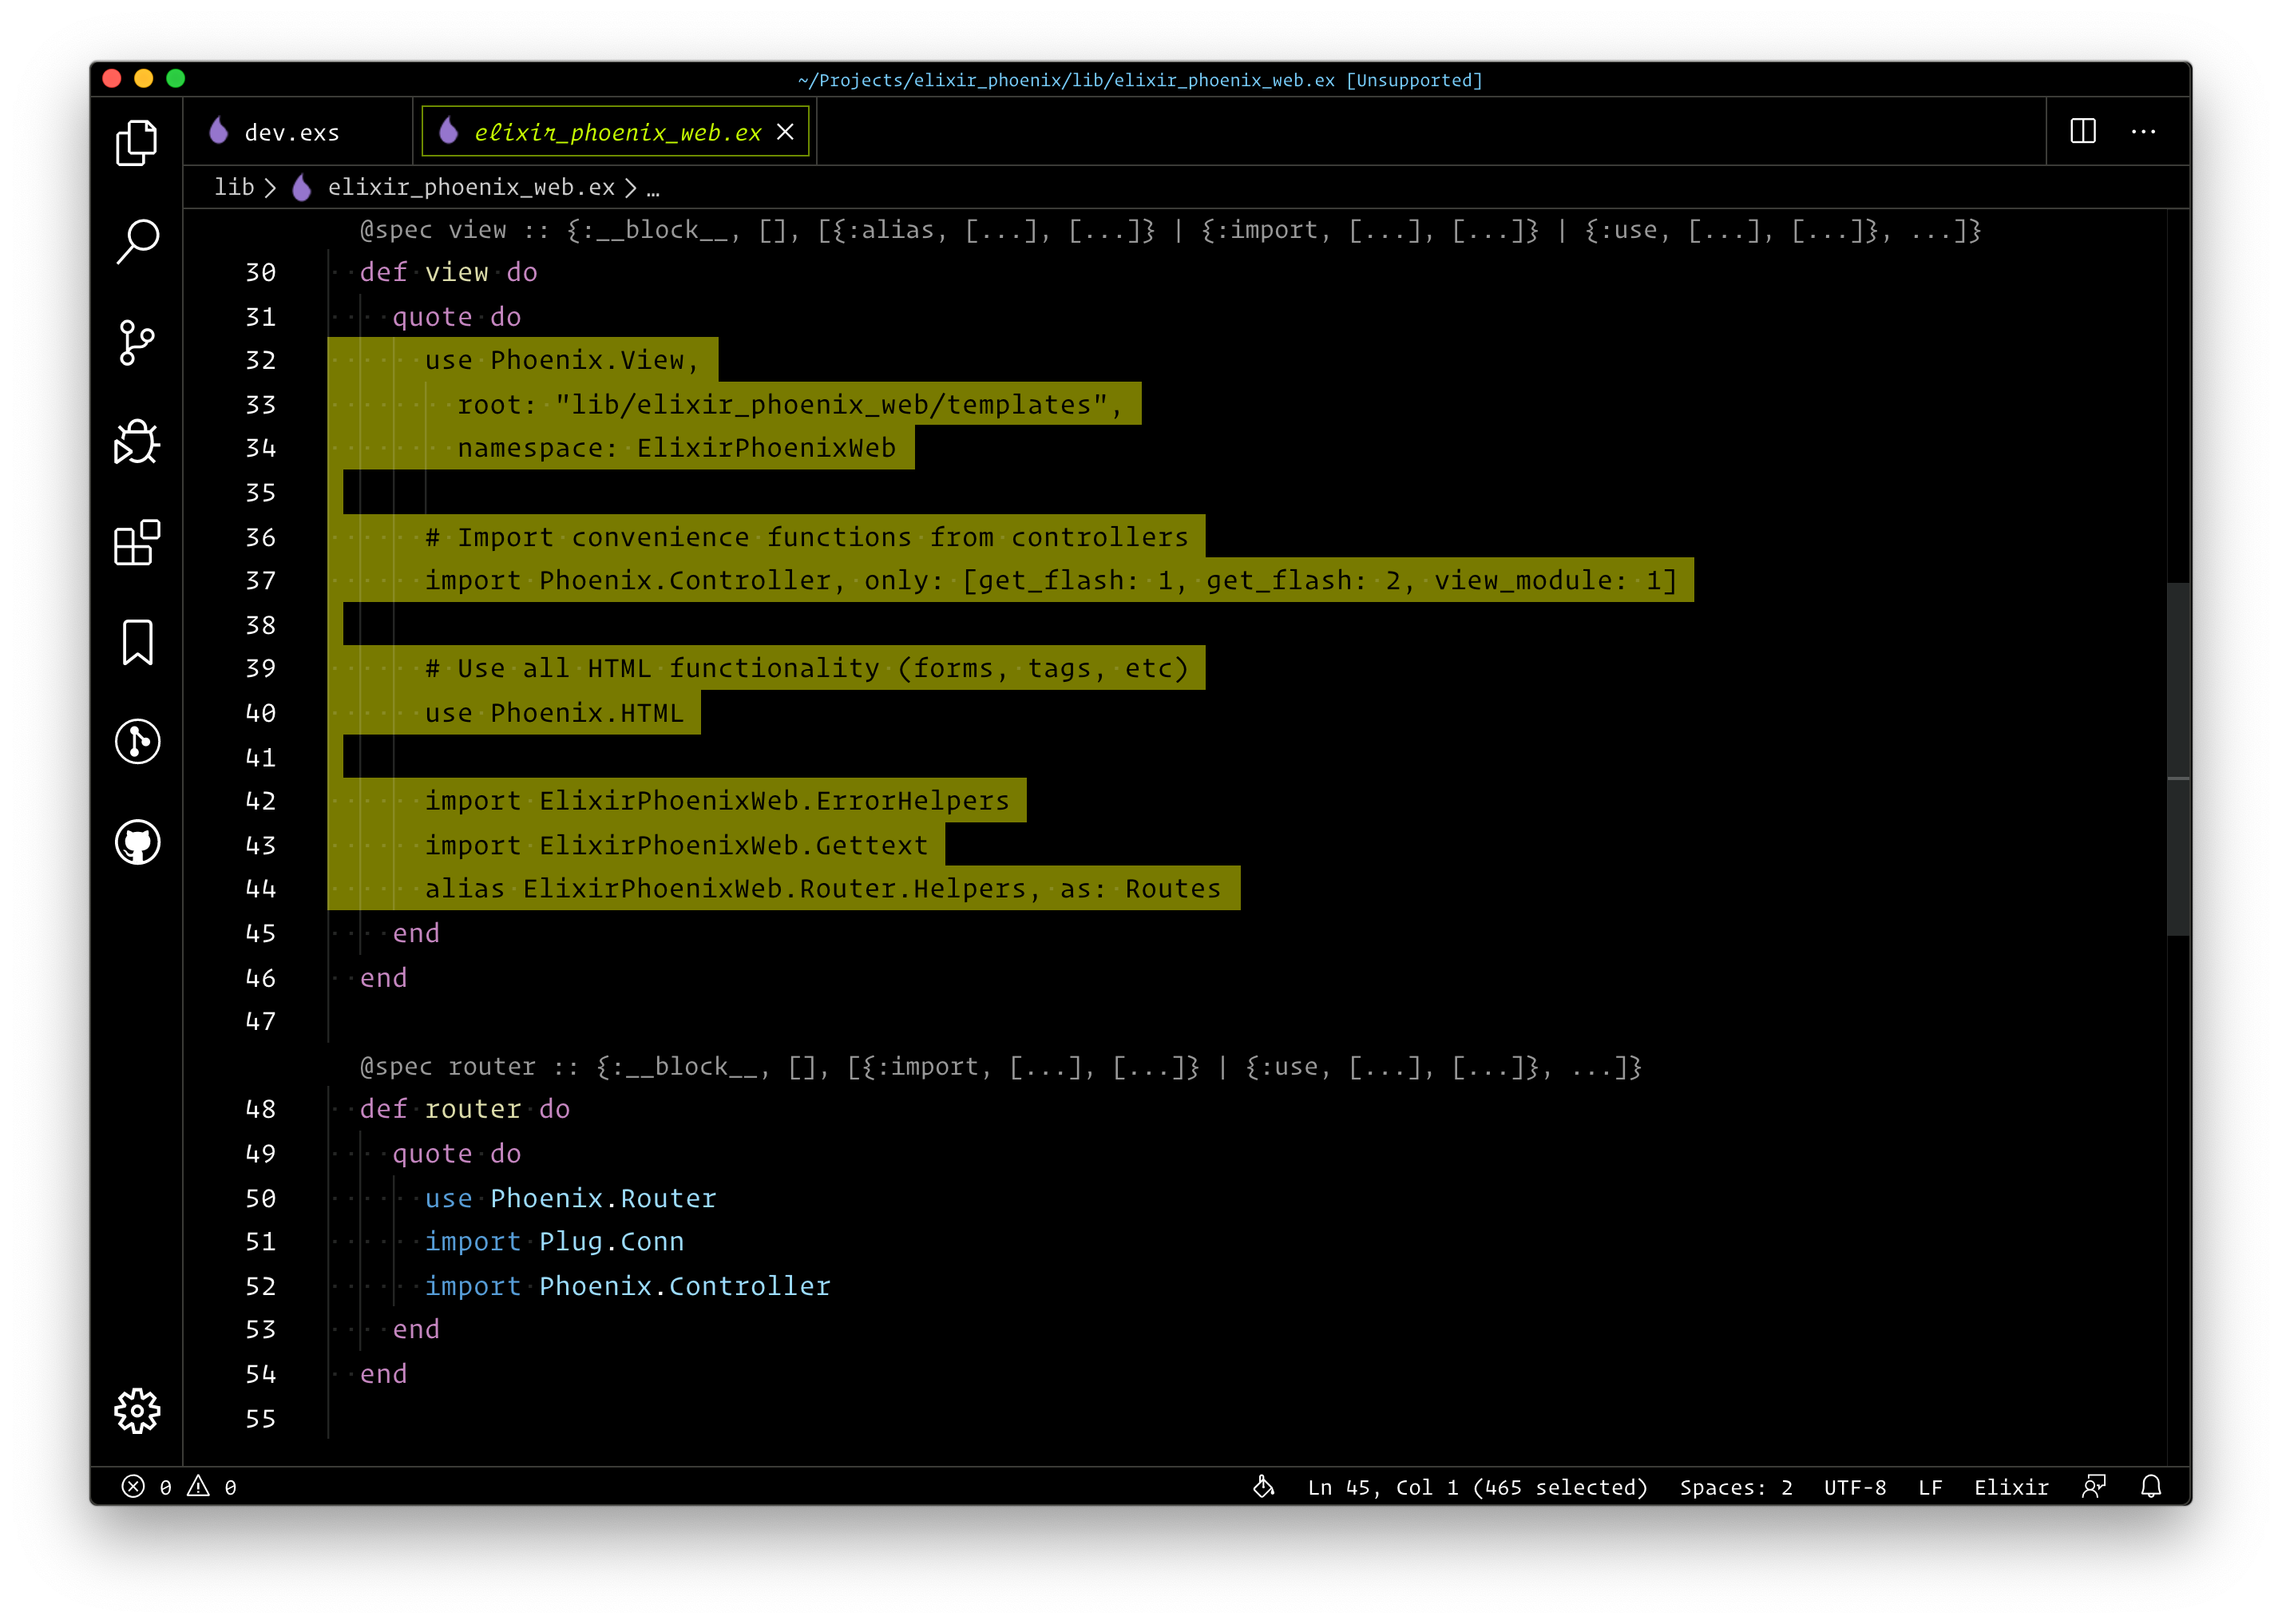 ~/Projects/elixir_phoenix/lib/elixir_phoenix_web.ex [Unsupported]
dev.exs
elixir_phoenix_web.ex
lib > elixir_phoenix_web.ex > …
@spec view :: {:__block__, [], [{:alias, [...], [...]} | {:import, [...], [...]} | {:use, [...], [...]}, ...]}
30 def view do
31 quote do
32 use Phoenix.View,
33 root: "lib/elixir_phoenix_web/templates",
34 namespace: ElixirPhoenixWeb
35
36 # Import convenience functions from controllers
37 import Phoenix.Controller, only: [get_flash: 1, get_flash: 2, view_module: 1]
38
39 # Use all HTML functionality (forms, tags, etc)
40 use Phoenix.HTML
41
42 import ElixirPhoenixWeb.ErrorHelpers
43 import ElixirPhoenixWeb.Gettext
44 alias ElixirPhoenixWeb.Router.Helpers, as: Routes
45 end
46 end
47
@spec router :: {:__block__, [], [{:import, [...], [...]} | {:use, [...], [...]}, ...]}
48 def router do
49 quote do
50 use Phoenix.Router
51 import Plug.Conn
52 import Phoenix.Controller
53 end
54 end
55
0 0 Ln 45, Col 1 (465 selected) Spaces: 2 UTF-8 LF Elixir